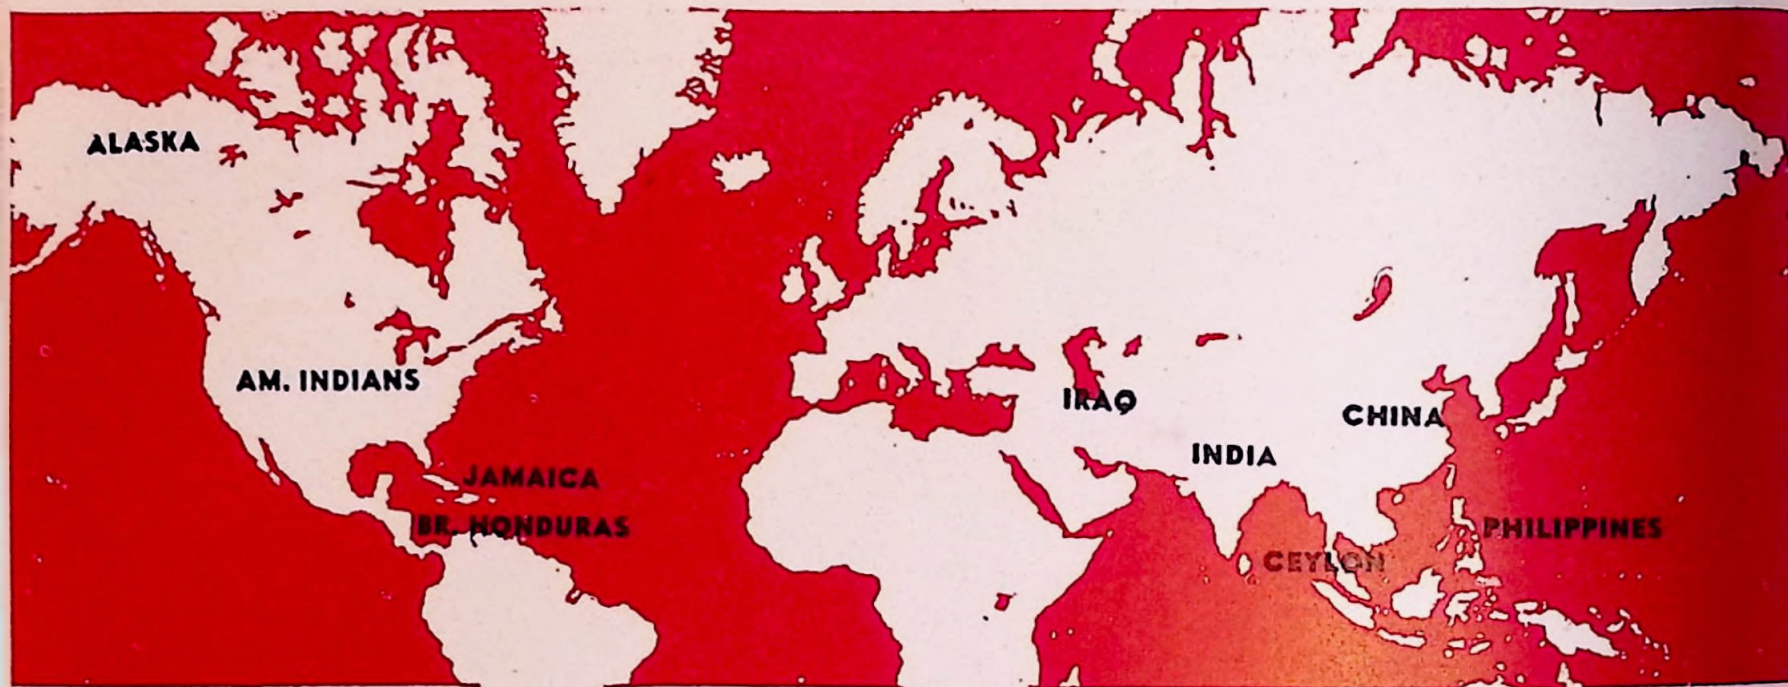 ALASKA
AM. INDIANS
IRAQ
CHINA
INDIA
JAMAICA
BR. HONDURAS
PHILIPPINES
CEYLON